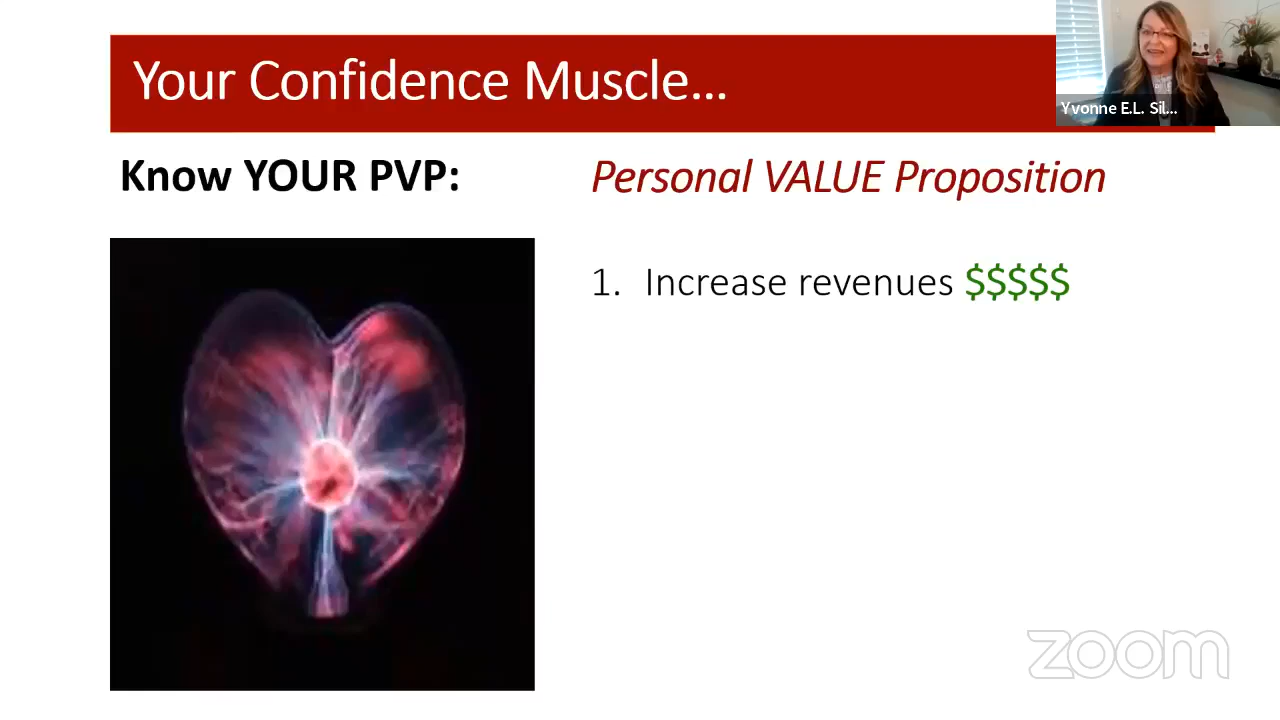 Your Confidence Muscle...
Yvonne E.L. Sil...
Know YOUR PVP:
Personal VALUE Proposition
1. Increase revenues $$$$$
zoom